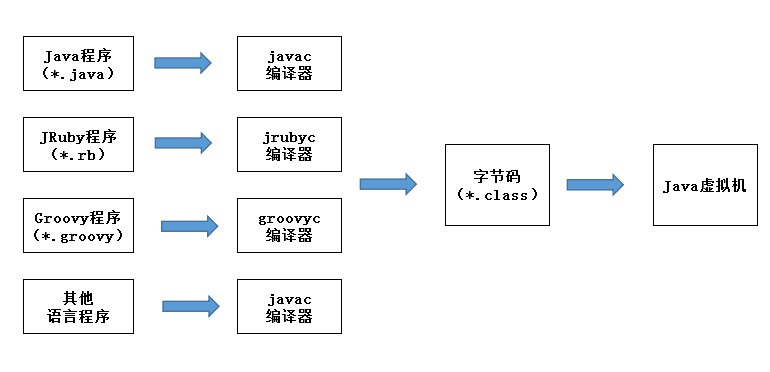 Java程序
（*.java）
javac
编译器
JRuby程序
（*.rb）
jrubyc
编译器
Groovy程序
（*.groovy）
groovyc
编译器
其他
语言程序
javac
编译器
字节码
（*.class）
Java虚拟机